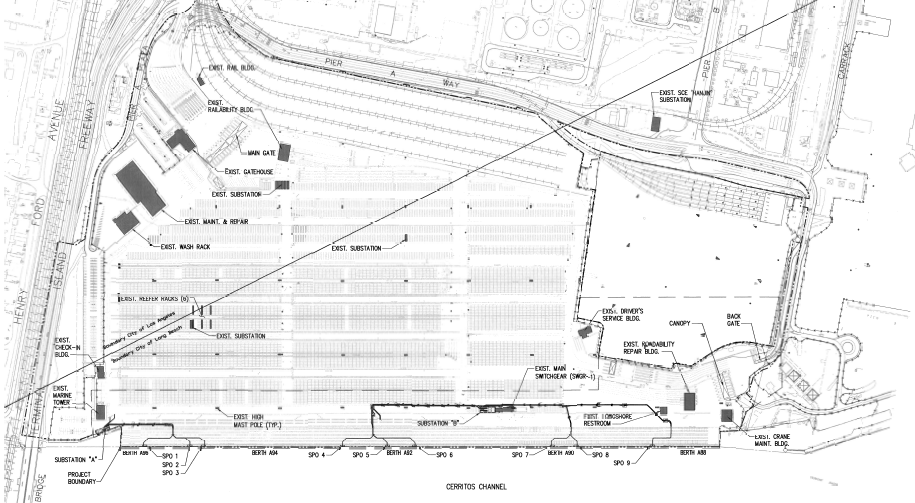 EXIST. RAIL BLDG.
PIER A WAY
PIER B
CARRACK
EXIST. SCE "HANJIN"
SUBSTATION
EXIST.
RAILABILITY BLDG.
AVENUE
FREEWAY
MAIN GATE
EXIST. GATEHOUSE
EXIST. SUBSTATION
FORD
EXIST. MAINT. & REPAIR
EXIST. WASH RACK
EXIST. SUBSTATION
HENRY
ISLAND
EXIST. REEFER RACKS (6)
Boundary City of Los Angeles
Boundary City of Long Beach
EXIST. SUBSTATION
EXIST. DRIVER'S
SERVICE BLDG.
CANOPY
BACK
GATE
EXIST.
CHECK-IN
BLDG.
EXIST. ROADABILITY
REPAIR BLDG.
EXIST. MAIN
SWITCHGEAR (SWGR-1)
EXIST.
MARINE
TOWER
TERMINAL
EXIST. HIGH
MAST POLE (TYP.)
SUBSTATION "B"
EXIST. LONGSHORE
RESTROOM
EXIST. CRANE
MAINT. BLDG.
SUBSTATION "A"
BERTH A96
SPO 1
SPO 2
SPO 3
BERTH A94
SPO 4
SPO 5
BERTH A92
SPO 6
SPO 7
BERTH A90
SPO 8
SPO 9
BERTH A88
PROJECT
BOUNDARY
BRIDGE
CERRITOS CHANNEL